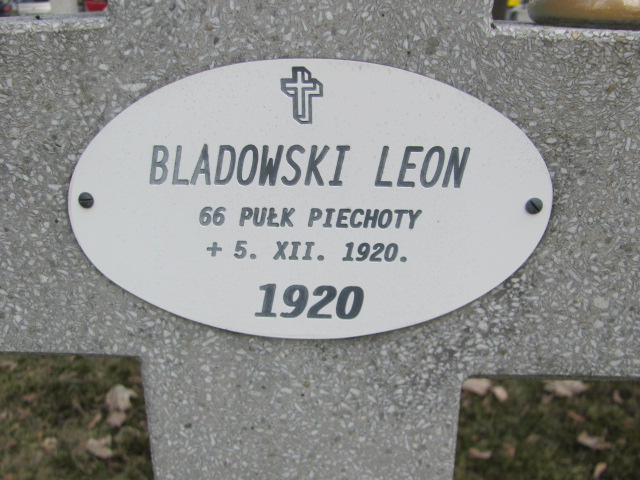 BLADOWSKI LEON
66 PUŁK PIECHOTY
+ 5. XII. 1920.
1920